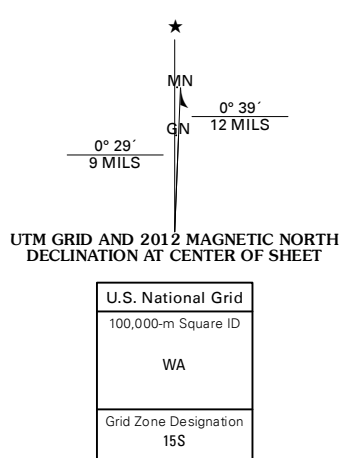 MN
0° 39´
12 MILS
GN
0° 29´
9 MILS
UTM GRID AND 2012 MAGNETIC NORTH
DECLINATION AT CENTER OF SHEET
U.S. National Grid
100,000-m Square ID
WA
Grid Zone Designation
15S